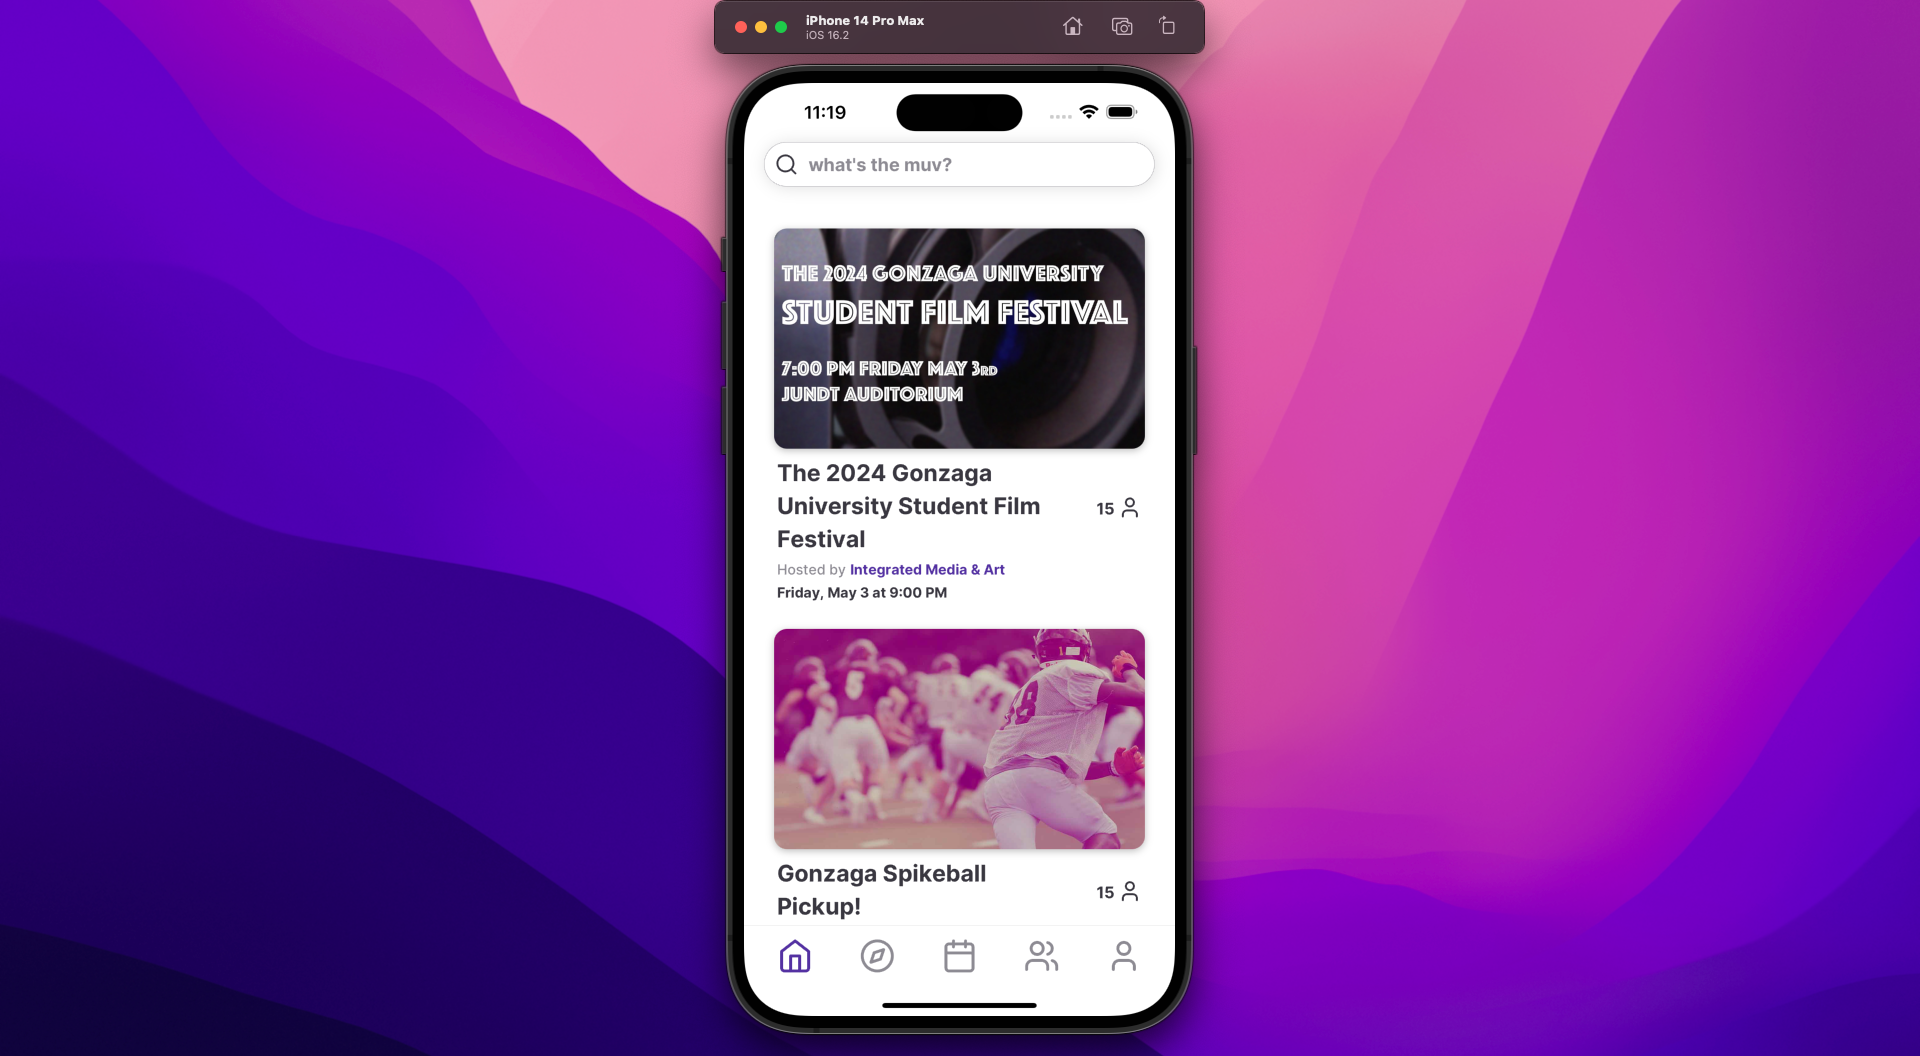 iPhone 14 Pro Max
iOS 16.2
11:19
what's the muv?
THE 2024 GONZAGA UNIVERSITY
STUDENT FILM FESTIVAL
7:00 PM FRIDAY MAY 3RD
JUNDT AUDITORIUM
The 2024 Gonzaga
University Student Film
Festival
15
Hosted by Integrated Media & Art
Friday, May 3 at 9:00 PM
5
18
Gonzaga Spikeball
Pickup!
15